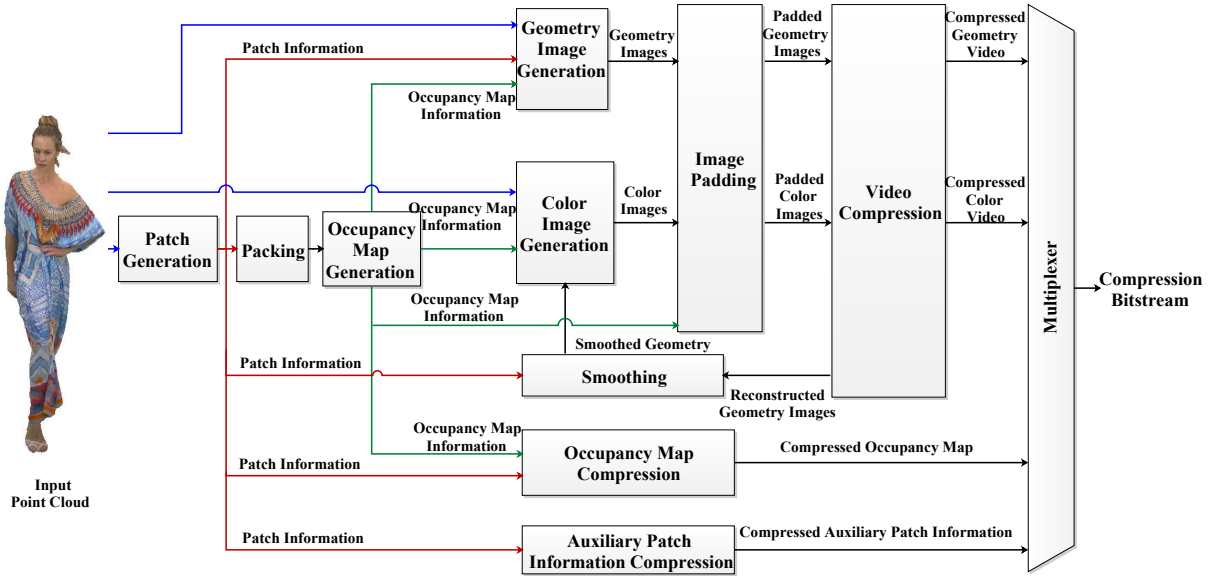 Geometry
Image
Generation
Geometry
Images
Padded
Geometry
Images
Compressed
Geometry
Video
Patch Information
Occupancy Map
Information
Image
Padding
Video
Compression
Color Image
Generation
Color
Images
Padded
Color
Images
Compressed
Color
Video
Occupancy Map
Information
Patch
Generation
Packing
Occupancy
Map
Generation
Occupancy Map
Information
Multiplexer
Compression
Bitstream
Smoothed Geometry
Patch Information
Smoothing
Reconstructed
Geometry Images
Occupancy Map
Information
Patch Information
Occupancy Map
Compression
Compressed Occupancy Map
Input
Point Cloud
Patch Information
Auxiliary Patch
Information Compression
Compressed Auxiliary Patch Information